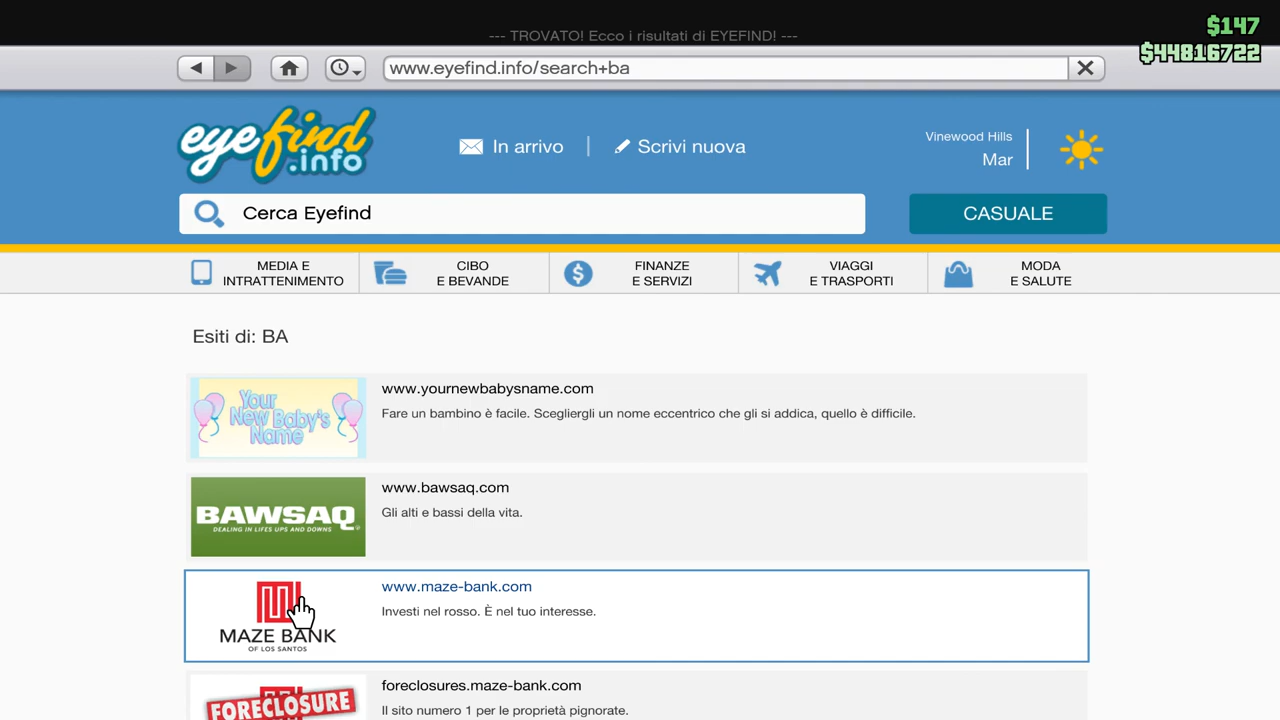 $147
--- TROVATO! Ecco i risultati di EYEFIND! ---
$44816722
www.eyefind.info/search+ba
eyefind.info
In arrivo
Scrivi nuova
Vinewood Hills
Mar
Cerca Eyefind
CASUALE
MEDIA E
INTRATTENIMENTO
CIBO
E BEVANDE
FINANZE
E SERVIZI
VIAGGI
E TRASPORTI
MODA
E SALUTE
Esiti di: BA
Your
New Baby's
Name
www.yournewbabysname.com
Fare un bambino è facile. Scegliergli un nome eccentrico che gli si addica, quello è difficile.
BAWSAQ
DEALING IN LIFES UPS AND DOWNS
www.bawsaq.com
Gli alti e bassi della vita.
MAZE BANK
OF LOS SANTOS
www.maze-bank.com
Investi nel rosso. È nel tuo interesse.
FORECLOSURE
foreclosures.maze-bank.com
Il sito numero 1 per le proprietà pignorate.